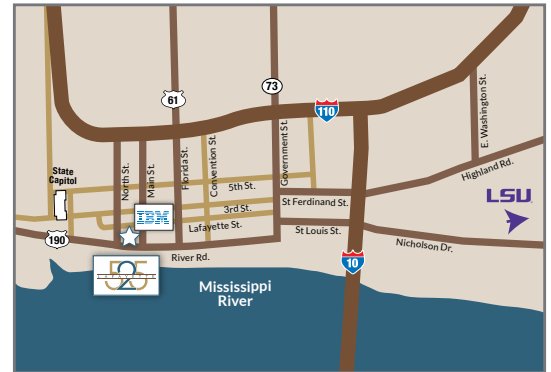 61
73
110
State
Capitol
North St.
Main St.
Florida St.
Convention St.
Government St.
E. Washington St.
5th St.
3rd St.
Lafayette St.
St Ferdinand St.
St Louis St.
Highland Rd.
Nicholson Dr.
LSU
IBM
190
River Rd.
525
LAFAYETTE
Mississippi
River
10